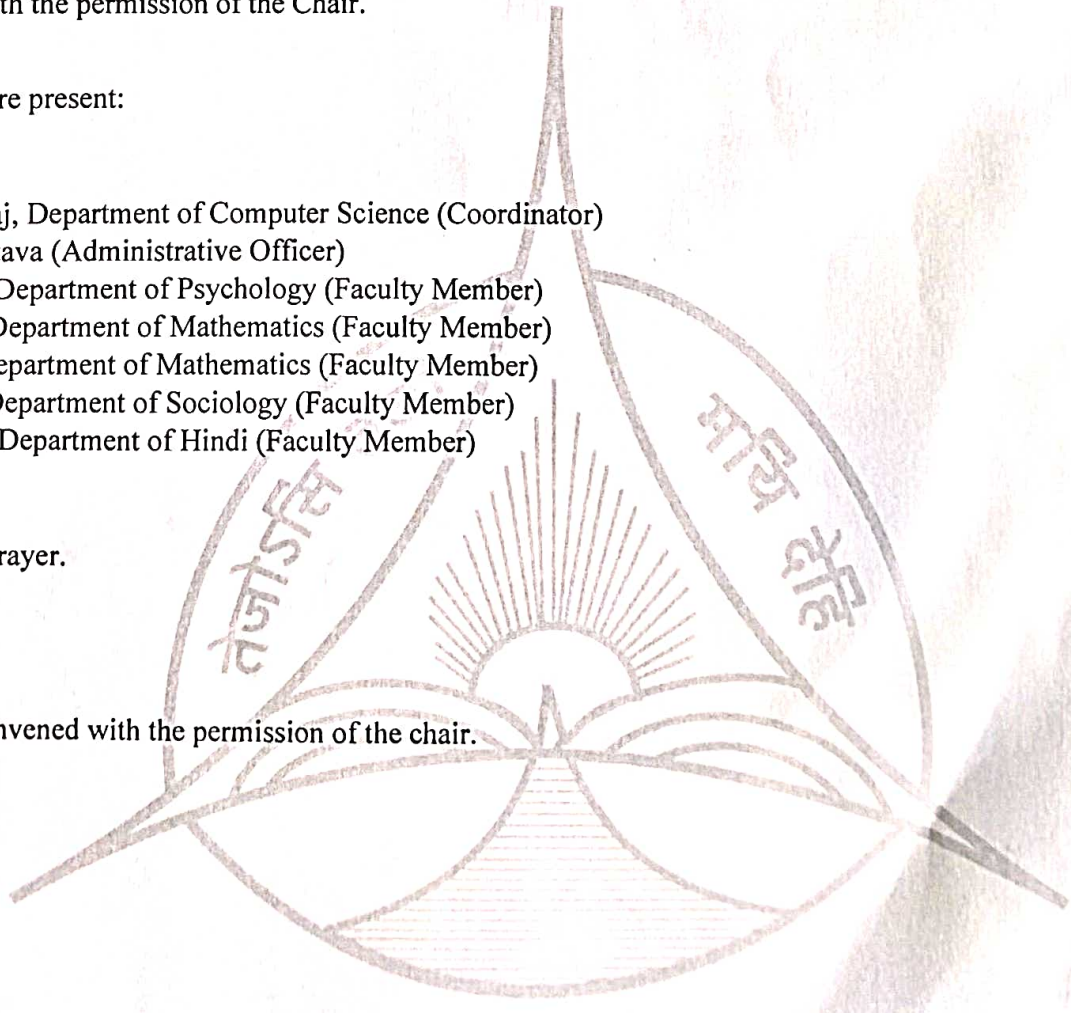 th the permission of the Chair.
re present:
j, Department of Computer Science (Coordinator)
ava (Administrative Officer)
Department of Psychology (Faculty Member)
Department of Mathematics (Faculty Member)
epartment of Mathematics (Faculty Member)
Department of Sociology (Faculty Member)
Department of Hindi (Faculty Member)
तेजोऽसि
मयि देहि
rayer.
nvened with the permission of the chair.